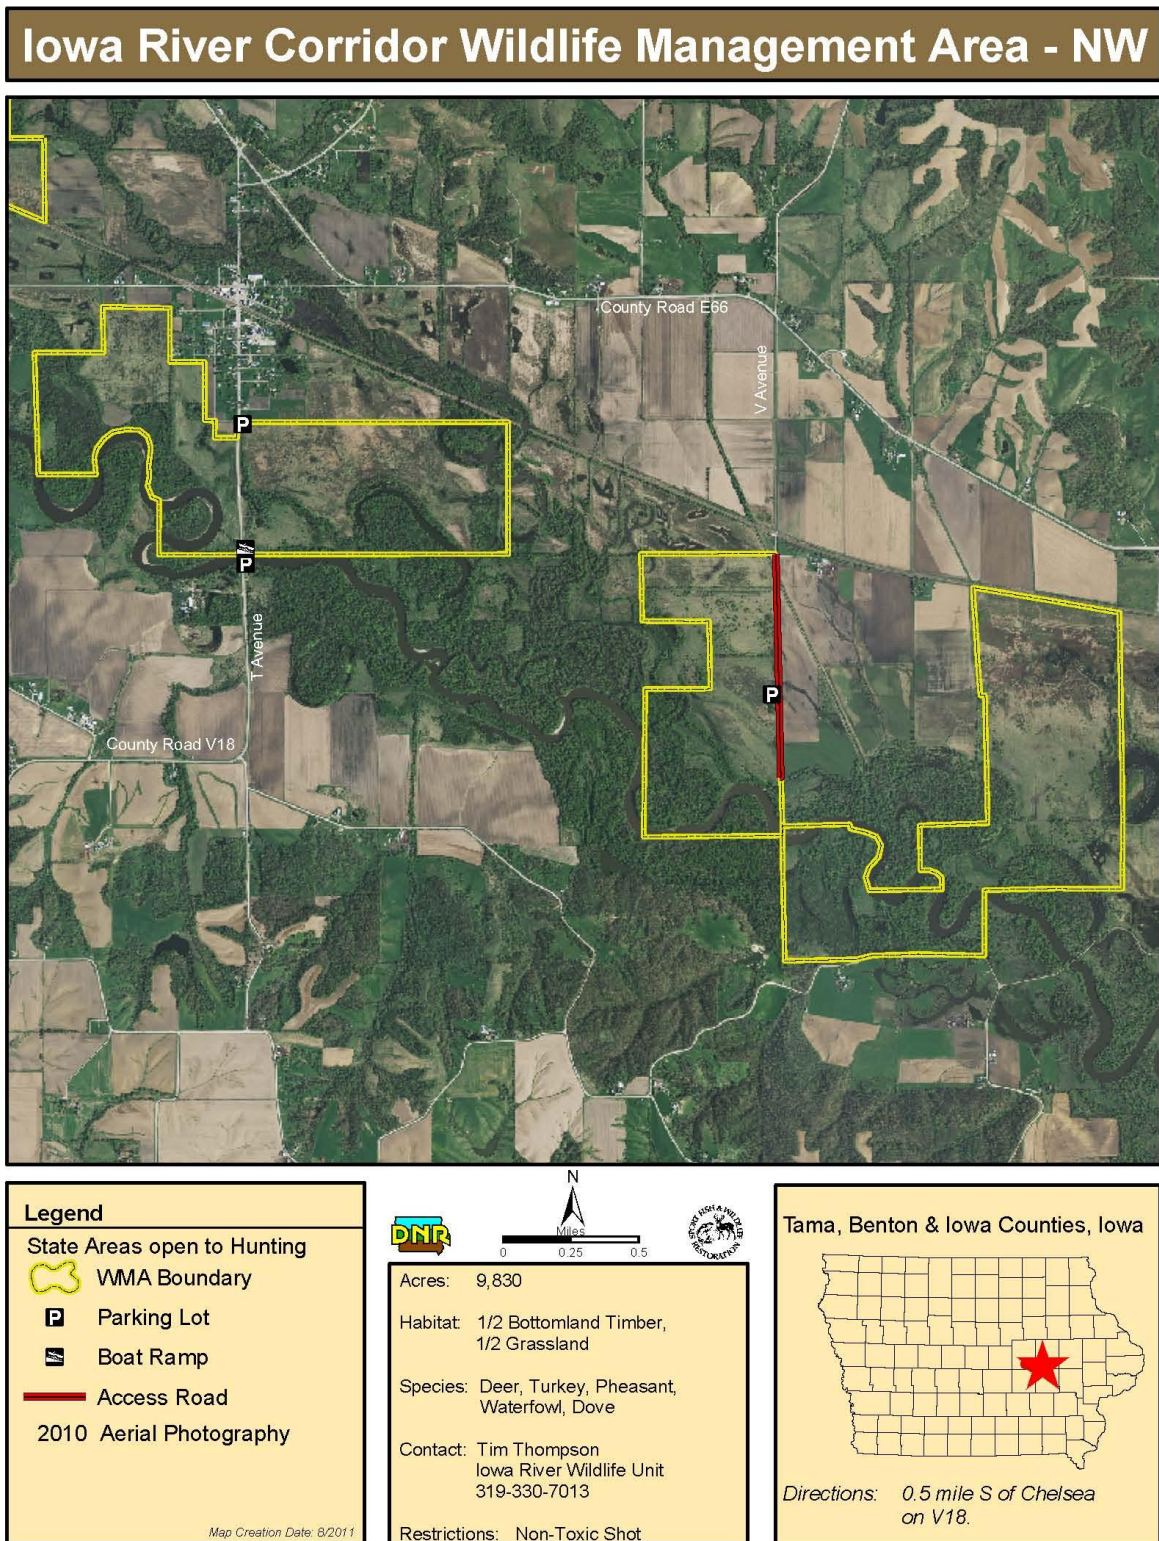 Iowa River Corridor Wildlife Management Area - NW
County Road E66
V Avenue
P
P
T Avenue
P
County Road V18
Legend
State Areas open to Hunting
WMA Boundary
P Parking Lot
Boat Ramp
Access Road
2010 Aerial Photography
Map Creation Date: 8/2011
DNR
N
Miles
0 0.25 0.5
SPORT FISH & WILDLIFE
RESTORATION
Acres: 9,830
Habitat: 1/2 Bottomland Timber,
1/2 Grassland
Species: Deer, Turkey, Pheasant,
Waterfowl, Dove
Contact: Tim Thompson
Iowa River Wildlife Unit
319-330-7013
Restrictions: Non-Toxic Shot
Tama, Benton & Iowa Counties, Iowa
Directions: 0.5 mile S of Chelsea
on V18.